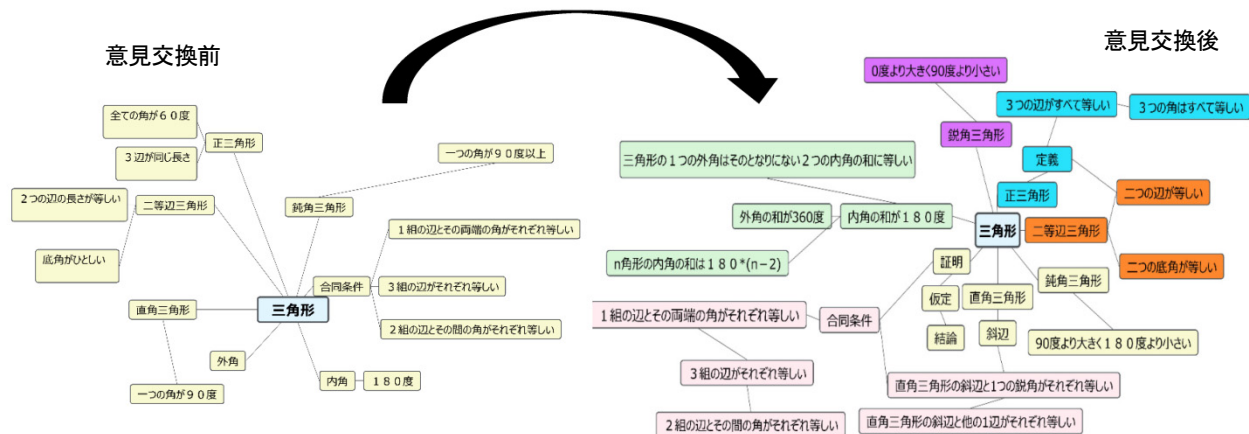 意見交換前
全ての角が６０度
正三角形
３辺が同じ長さ
一つの角が９０度以上
２つの辺の長さが等しい
二等辺三角形
鈍角三角形
１組の辺とその両端の角がそれぞれ等しい
底角がひとしい
合同条件
３組の辺がそれぞれ等しい
直角三角形
三角形
２組の辺とその間の角がそれぞれ等しい
外角
内角
１８０度
一つの角が９０度
意見交換後
0度より大きく90度より小さい
３つの辺がすべて等しい
３つの角はすべて等しい
鋭角三角形
三角形の１つの外角はそのとなりにない２つの内角の和に等しい
定義
正三角形
二つの辺が等しい
外角の和が360度
内角の和が１８０度
三角形
二等辺三角形
n角形の内角の和は１８０*(n－２)
証明
二つの底角が等しい
鈍角三角形
仮定
直角三角形
１組の辺とその両端の角がそれぞれ等しい
合同条件
結論
斜辺
90度より大きく１８０度より小さい
３組の辺がそれぞれ等しい
直角三角形の斜辺と1つの鋭角がそれぞれ等しい
２組の辺とその間の角がそれぞれ等しい
直角三角形の斜辺と他の1辺がそれぞれ等しい